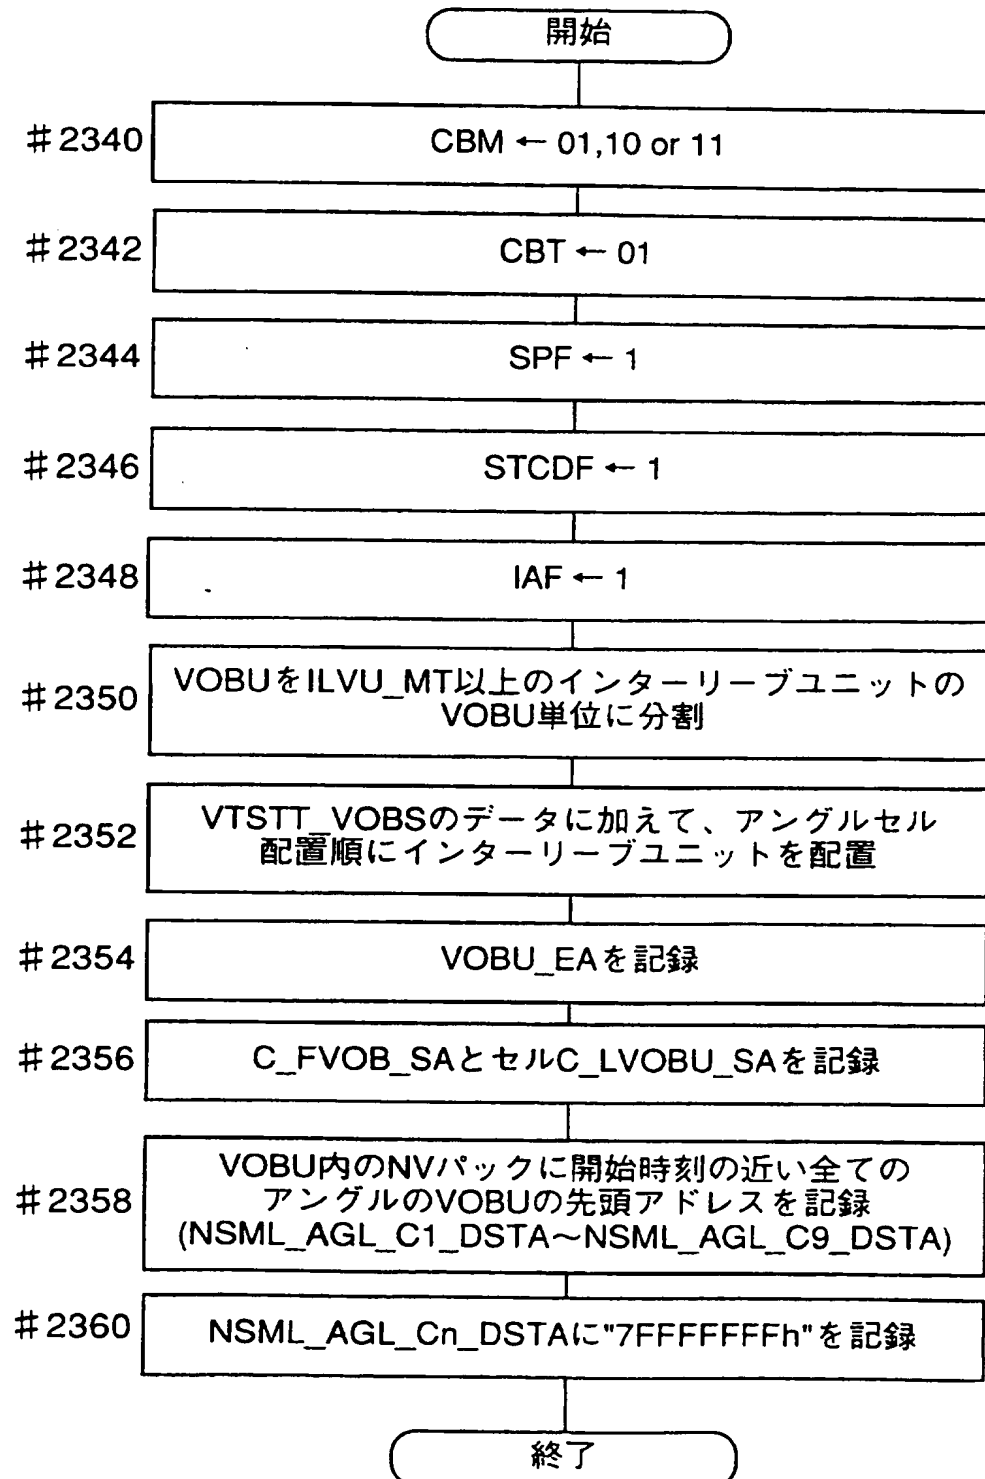 開始
#2340
CBM ← 01,10 or 11
#2342
CBT ← 01
#2344
SPF ← 1
#2346
STCDF ← 1
#2348
IAF ← 1
#2350
VOBUをILVU_MT以上のインターリーブユニットの
VOBU単位に分割
#2352
VTSTT_VOBSのデータに加えて、アングルセル
配置順にインターリーブユニットを配置
#2354
VOBU_EAを記録
#2356
C_FVOB_SAとセルC_LVOBU_SAを記録
#2358
VOBU内のNVパックに開始時刻の近い全ての
アングルのVOBUの先頭アドレスを記録
(NSML_AGL_C1_DSTA～NSML_AGL_C9_DSTA)
#2360
NSML_AGL_Cn_DSTAに"7FFFFFFFh"を記録
終了